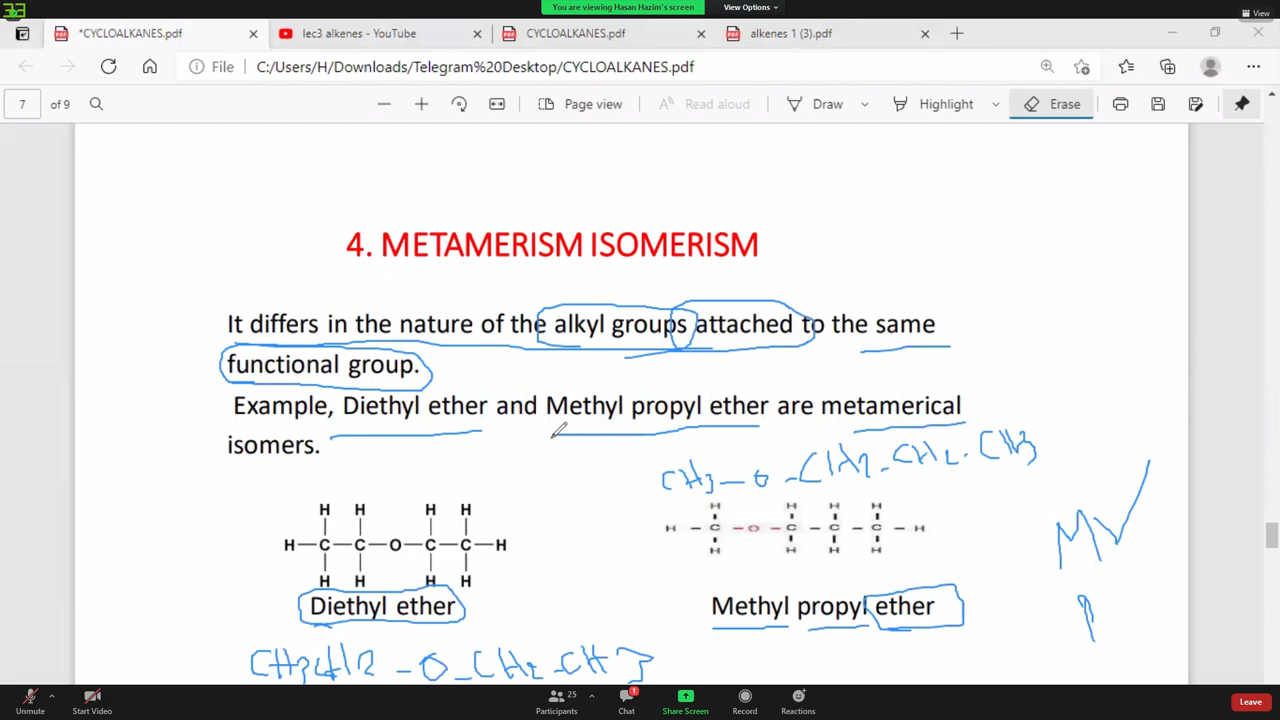 You are viewing Hasan Hazim's screen
View Options
View
*CYCLOALKANES.pdf
lec3 alkenes - YouTube
CYCLOALKANES.pdf
alkenes 1 (3).pdf
File
C:/Users/H/Downloads/Telegram%20Desktop/CYCLOALKANES.pdf
7 of 9
Page view
Read aloud
Draw
Highlight
Erase
4. METAMERISM ISOMERISM
It differs in the nature of the alkyl groups attached to the same
functional group.
Example, Diethyl ether and Methyl propyl ether are metamerical
isomers.
CH3-O-CH2-CH2-CH3
H H H H
H C C O C C H
H H H H
H H H H
H C O C C C H
H H H H
Diethyl ether
Methyl propyl ether
CH3CH2-O-CH2-CH3
Unmute
Start Video
25
Participants
1
Chat
Share Screen
Record
Reactions
Leave